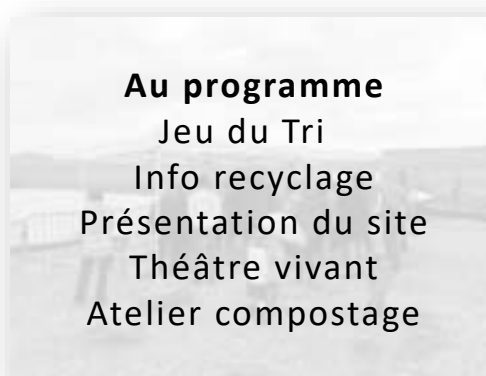 Au programme
Jeu du Tri
Info recyclage
Présentation du site
Théâtre vivant
Atelier compostage